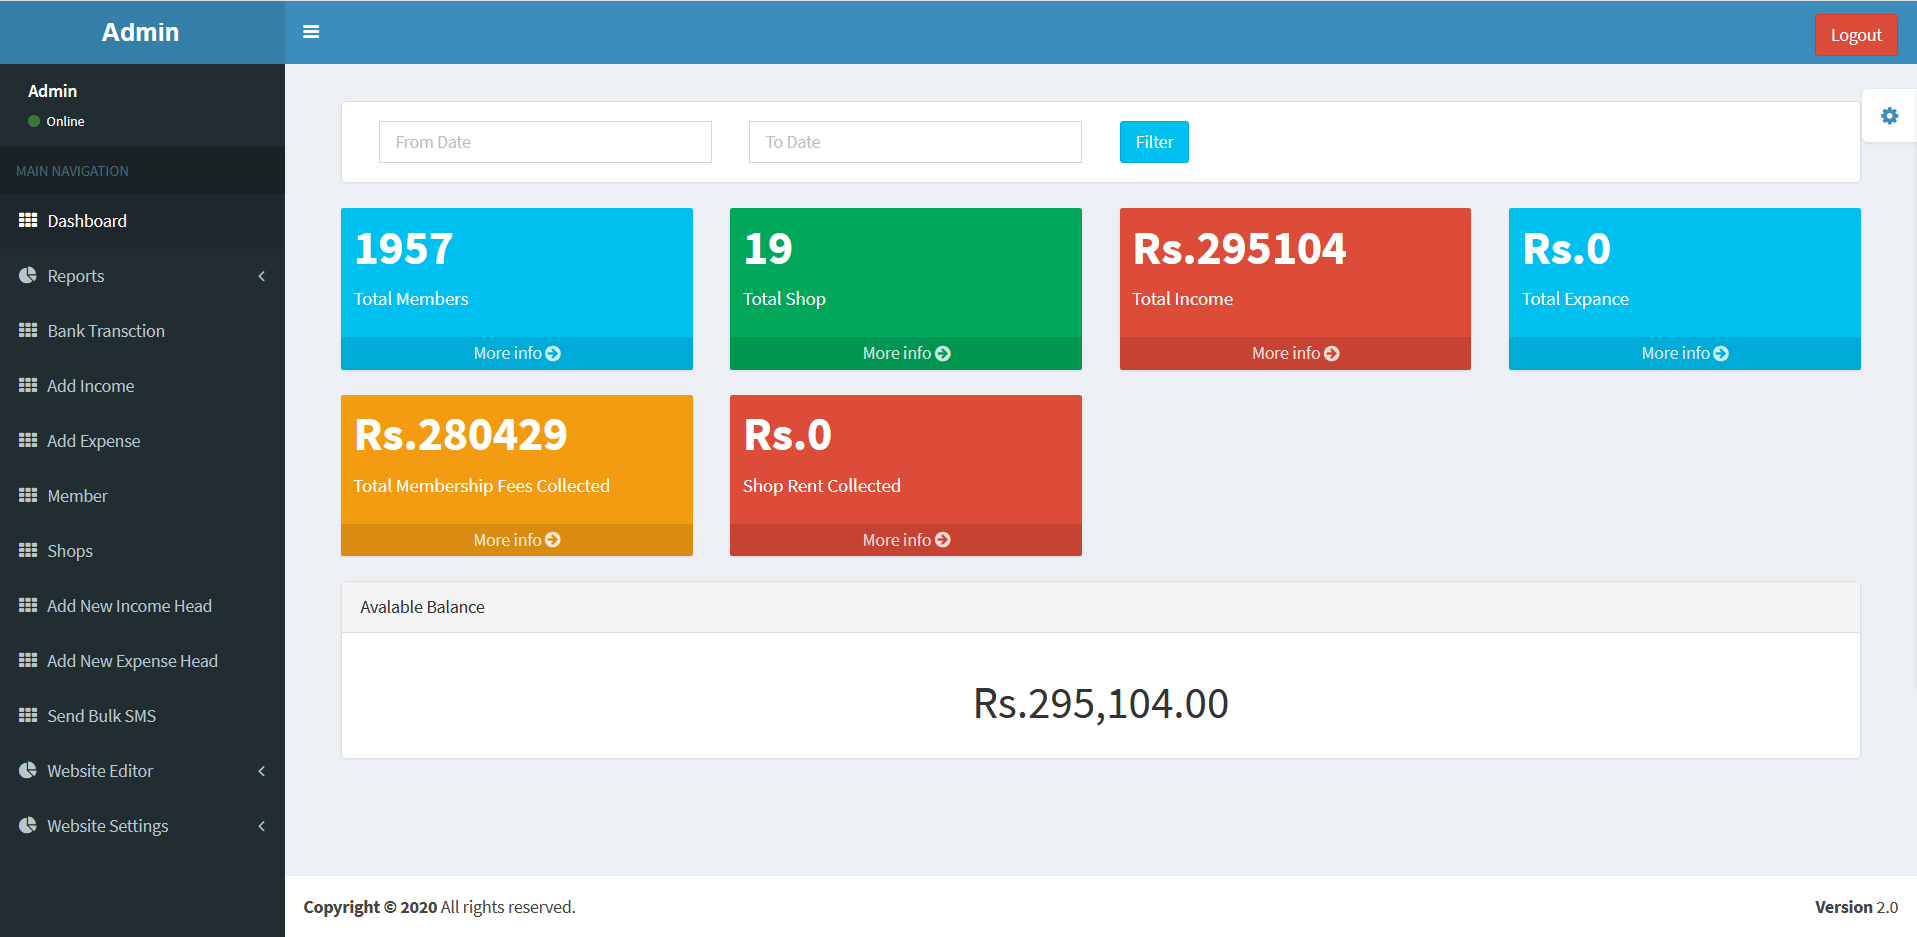 Admin
Logout
Admin
Online
MAIN NAVIGATION
Dashboard
Reports
Bank Transction
Add Income
Add Expense
Member
Shops
Add New Income Head
Add New Expense Head
Send Bulk SMS
Website Editor
Website Settings
From Date
To Date
Filter
1957
Total Members
More info
19
Total Shop
More info
Rs.295104
Total Income
More info
Rs.0
Total Expance
More info
Rs.280429
Total Membership Fees Collected
More info
Rs.0
Shop Rent Collected
More info
Avalable Balance
Rs.295,104.00
Copyright © 2020 All rights reserved.
Version 2.0